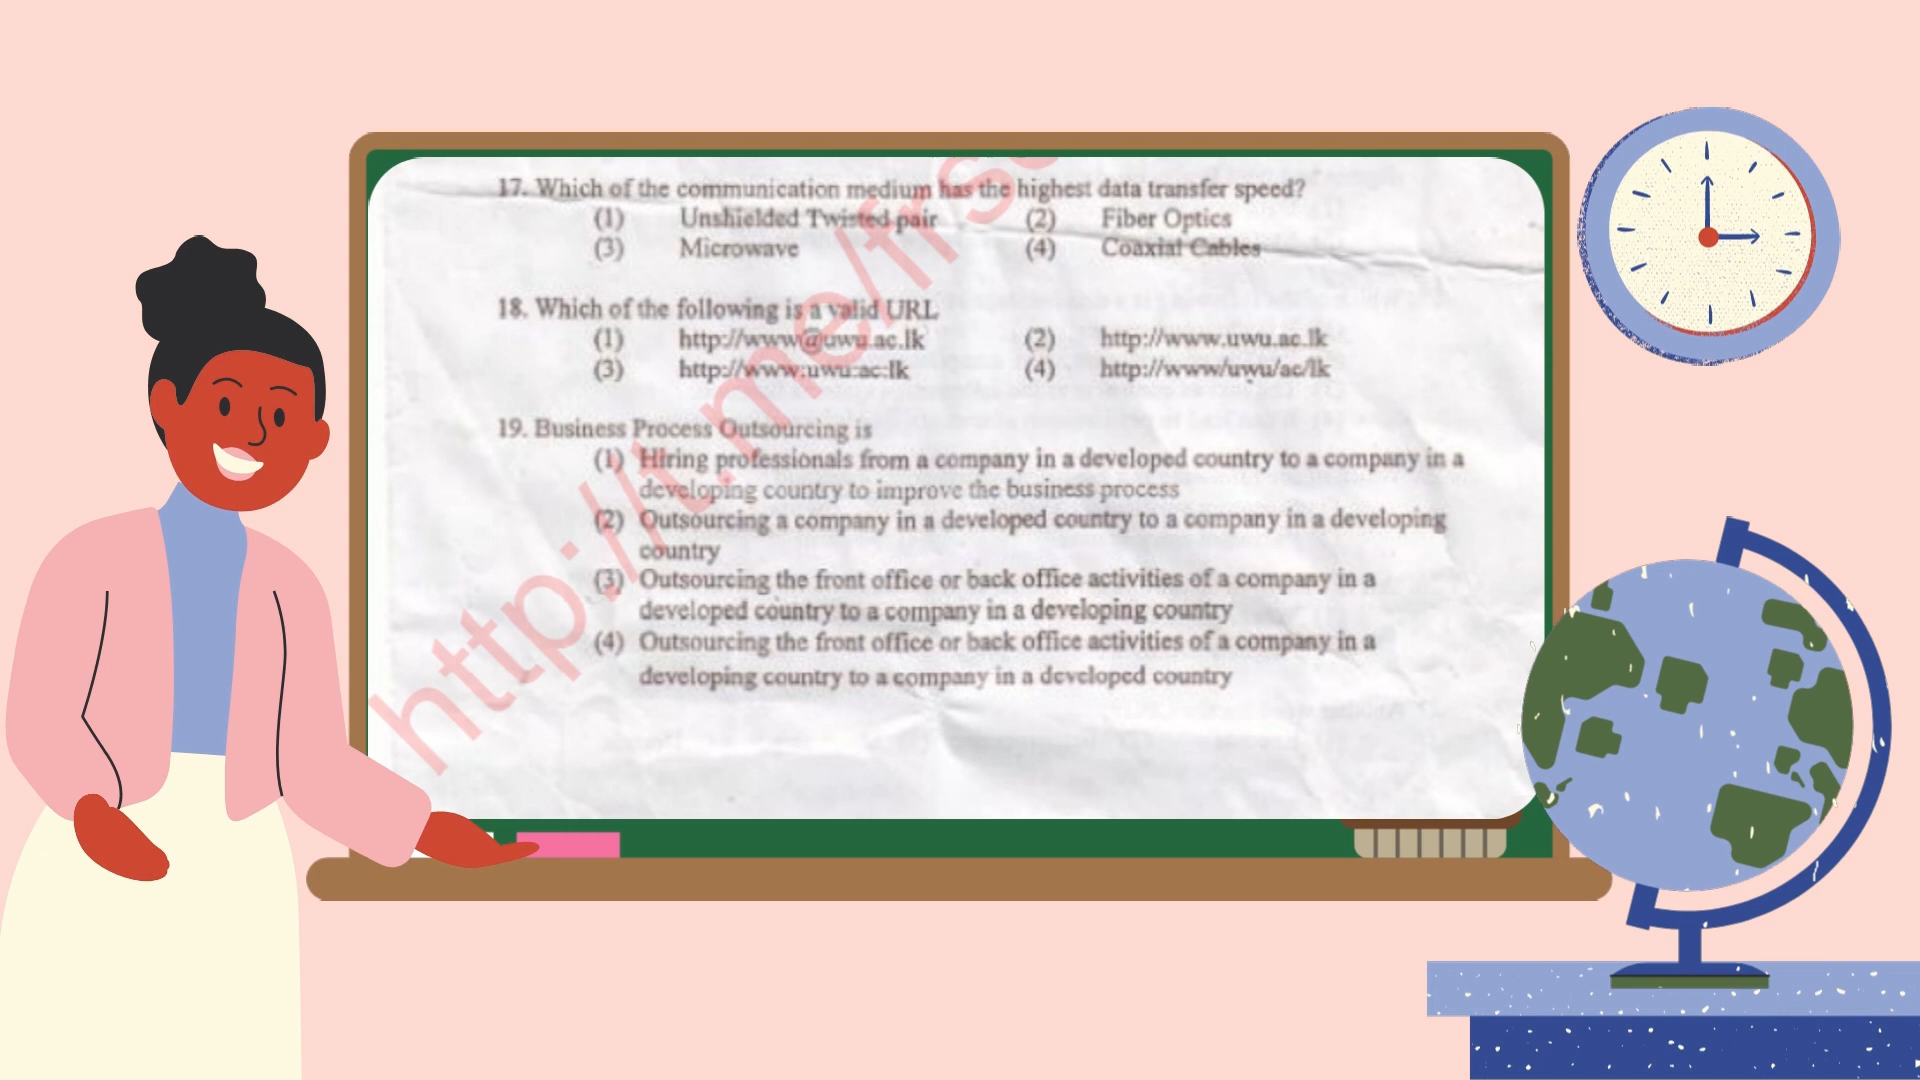 17. Which of the communication medium has the highest data transfer speed?
(1) Unshielded Twisted pair (2) Fiber Optics
(3) Microwave (4) Coaxial Cables
18. Which of the following is a valid URL
(1) http://www@uwu.ac.lk (2) http://www.uwu.ac.lk
(3) http://www:uwu:ac:lk (4) http://www/uwu/ac/lk
19. Business Process Outsourcing is
(1) Hiring professionals from a company in a developed country to a company in a
developing country to improve the business process
(2) Outsourcing a company in a developed country to a company in a developing
country
(3) Outsourcing the front office or back office activities of a company in a
developed country to a company in a developing country
(4) Outsourcing the front office or back office activities of a company in a
developing country to a company in a developed country